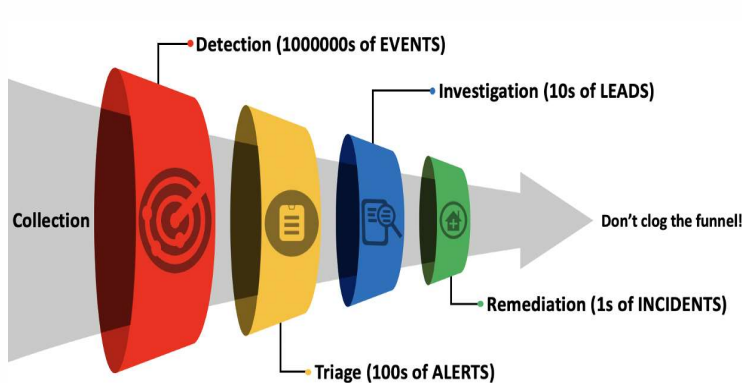 Detection (1000000s of EVENTS)
Investigation (10s of LEADS)
Collection
Don't clog the funnel!
Remediation (1s of INCIDENTS)
Triage (100s of ALERTS)